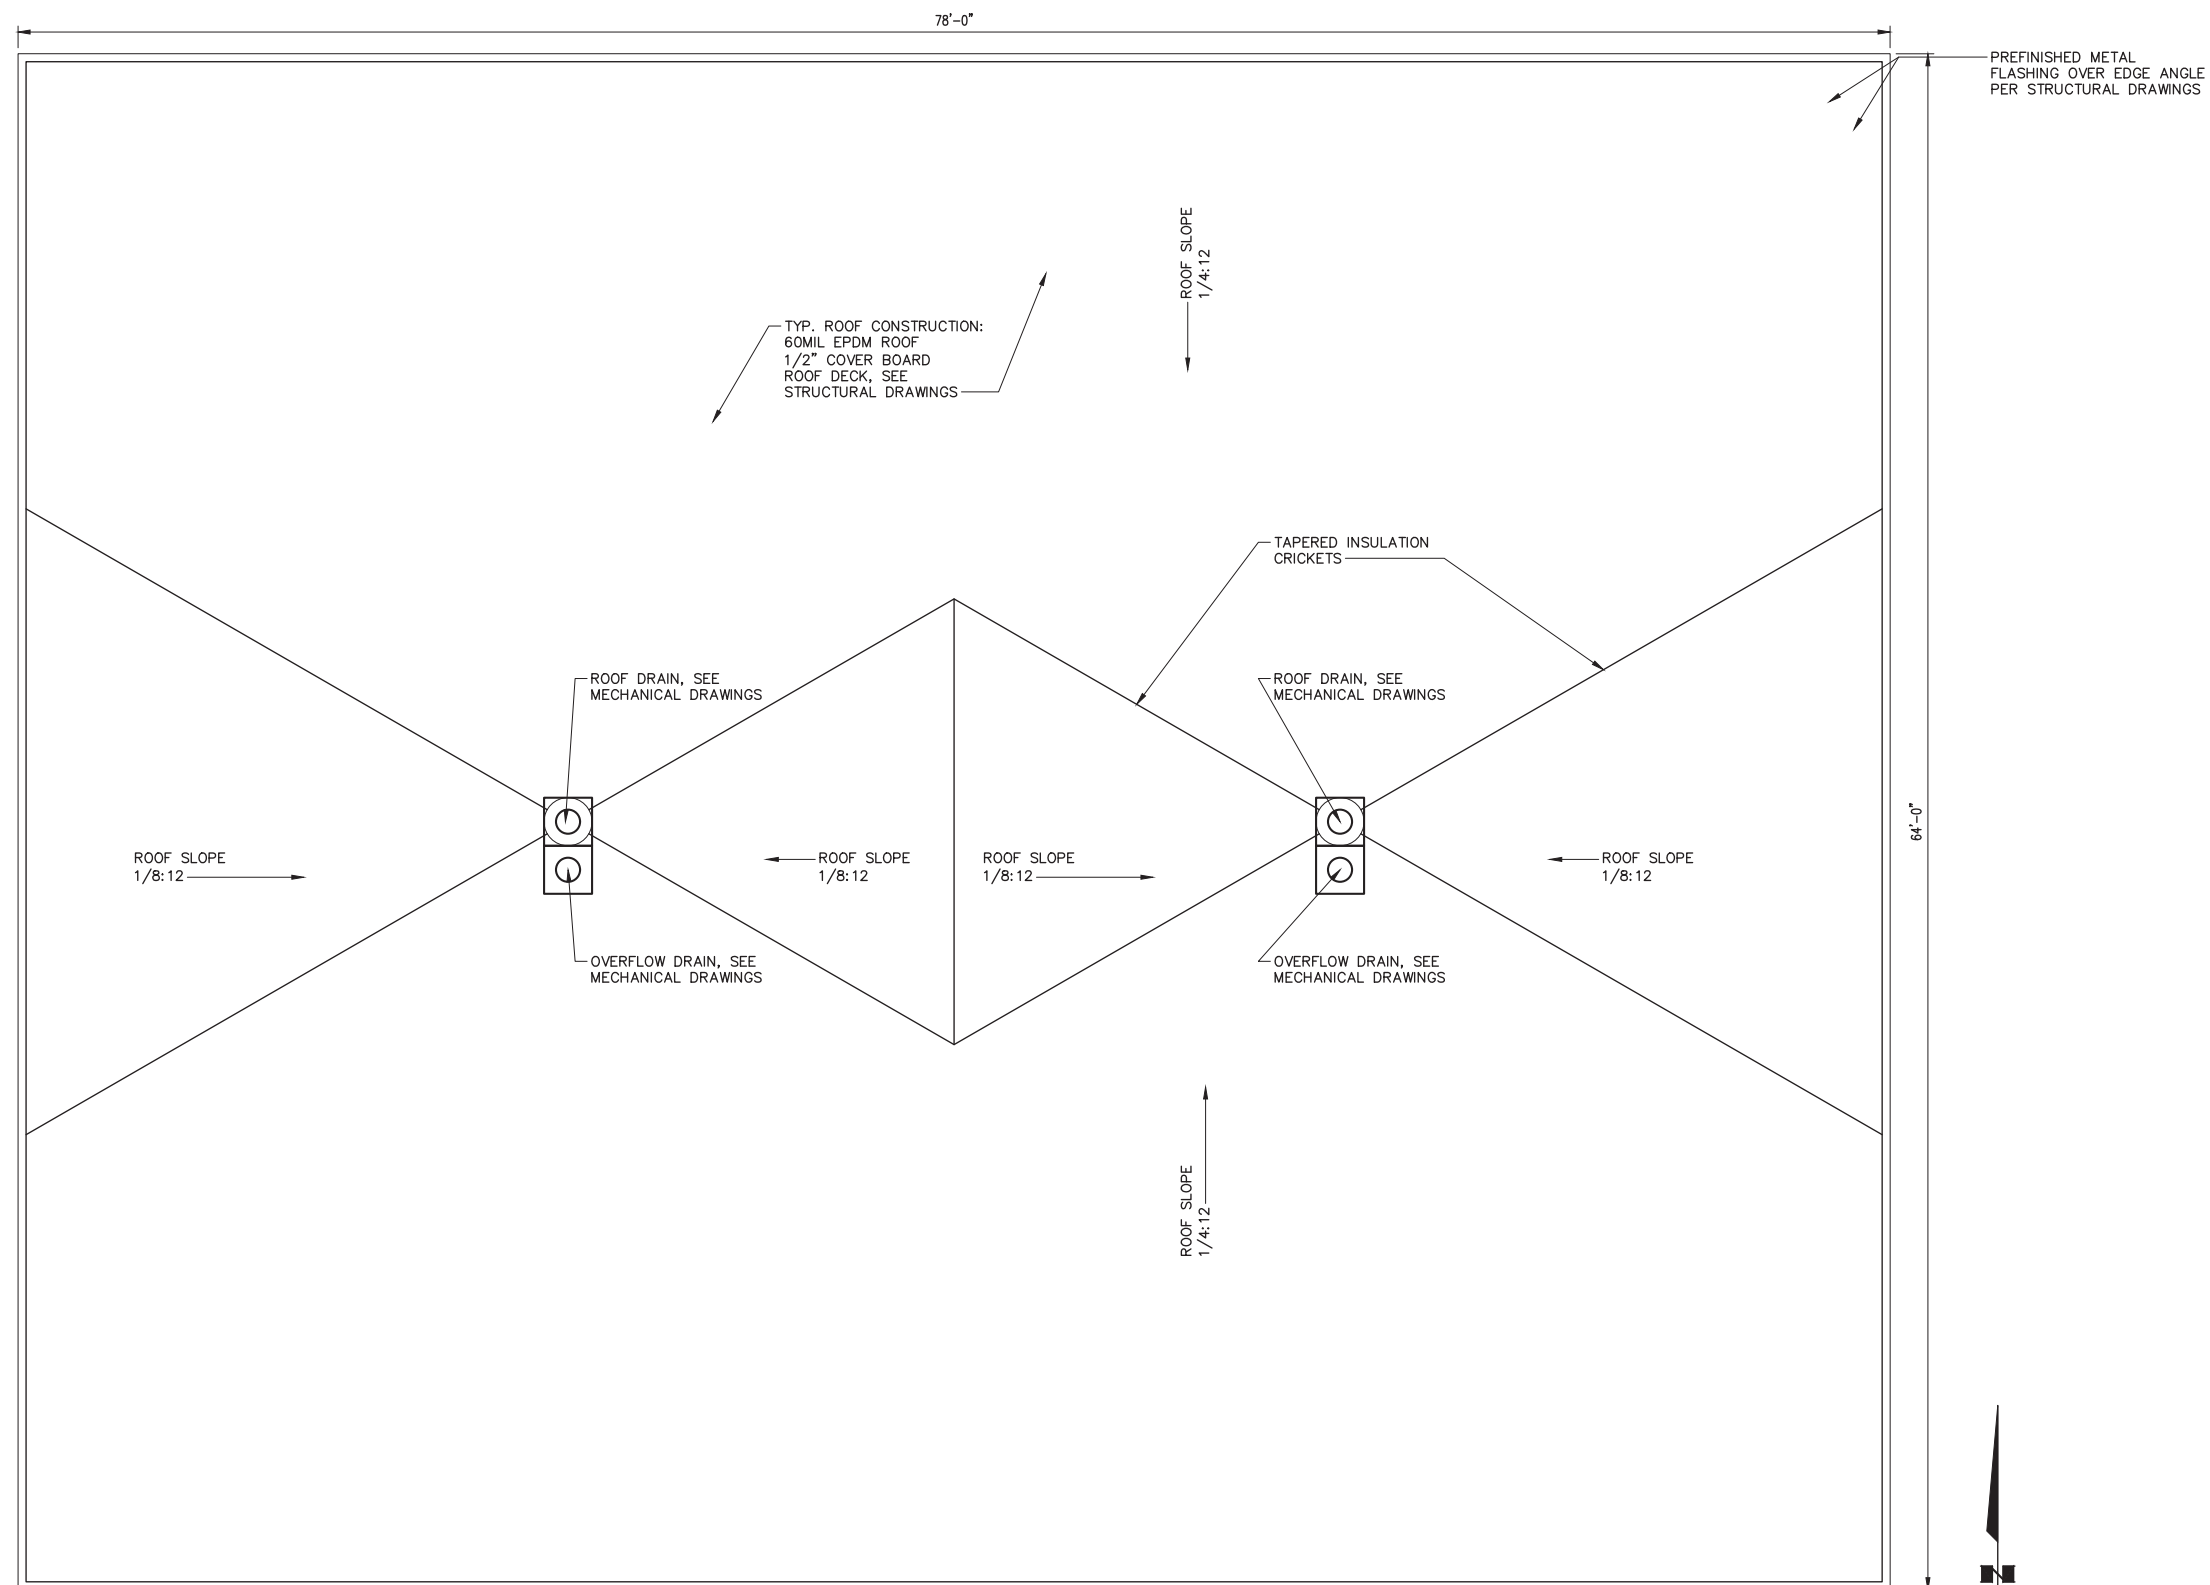 78'-0"
PREFINISHED METAL
FLASHING OVER EDGE ANGLE
PER STRUCTURAL DRAWINGS
ROOF SLOPE
1/4:12
TYP. ROOF CONSTRUCTION:
60MIL EPDM ROOF
1/2" COVER BOARD
ROOF DECK, SEE
STRUCTURAL DRAWINGS
TAPERED INSULATION
CRICKETS
ROOF DRAIN, SEE
MECHANICAL DRAWINGS
ROOF DRAIN, SEE
MECHANICAL DRAWINGS
64'-0"
ROOF SLOPE
1/8:12
ROOF SLOPE
1/8:12
ROOF SLOPE
1/8:12
ROOF SLOPE
1/8:12
OVERFLOW DRAIN, SEE
MECHANICAL DRAWINGS
OVERFLOW DRAIN, SEE
MECHANICAL DRAWINGS
ROOF SLOPE
1/4:12
N